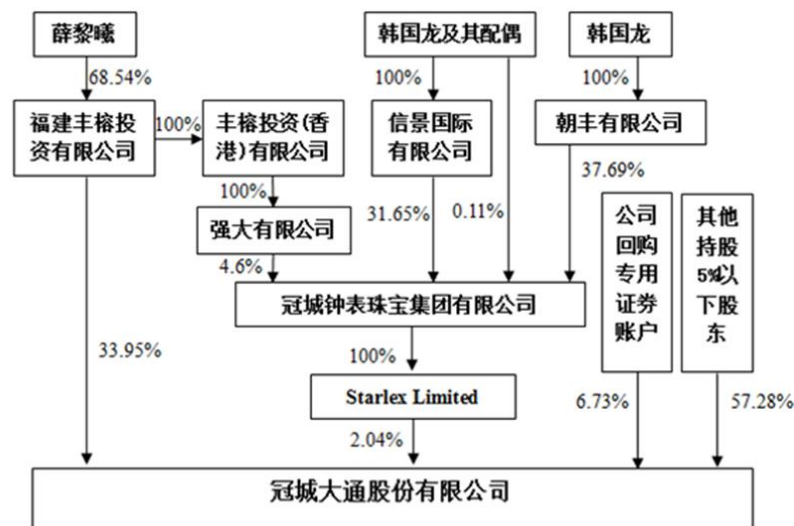 薛黎曦
韩国龙及其配偶
韩国龙
68.54%
100%
100%
福建丰榕投
资有限公司
100%
丰榕投资(香
港)有限公司
信景国际
有限公司
朝丰有限公司
100%
31.65%
0.11%
37.69%
强大有限公司
4.6%
公司
回购
专用
证券
账户
其他
持股
5%以
下股
东
冠城钟表珠宝集团有限公司
33.95%
100%
Starlex Limited
6.73%
57.28%
2.04%
冠城大通股份有限公司